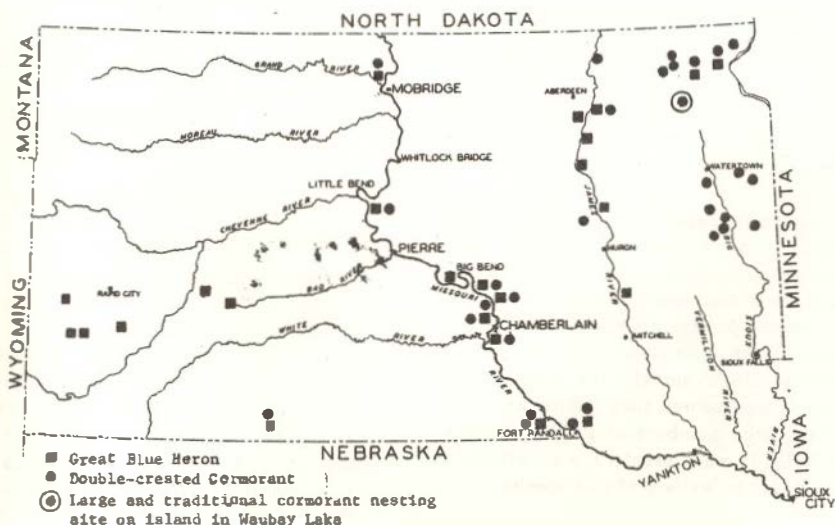 NORTH DAKOTA
MONTANA
GRAND RIVER
MOBRIDGE
MOREAU RIVER
WHITLOCK BRIDGE
LITTLE BEND
CHEYENNE RIVER
PIERRE
BAD RIVER
RAPID CITY
WYOMING
WHITE RIVER
BIG BEND
MISSOURI
CHAMBERLAIN
RIVER
FORT RANDALL
ABERDEEN
JAMES
RIVER
HURON
MITCHELL
VERMILLION
RIVER
WATERTOWN
BIG
SIOUX
SIOUX FALLS
RIVER
MINNESOTA
IOWA
YANKTON
SIOUX CITY
NEBRASKA
Great Blue Heron
Double-crested Cormorant
Large and traditional cormorant nesting
site on island in Waubay Laka